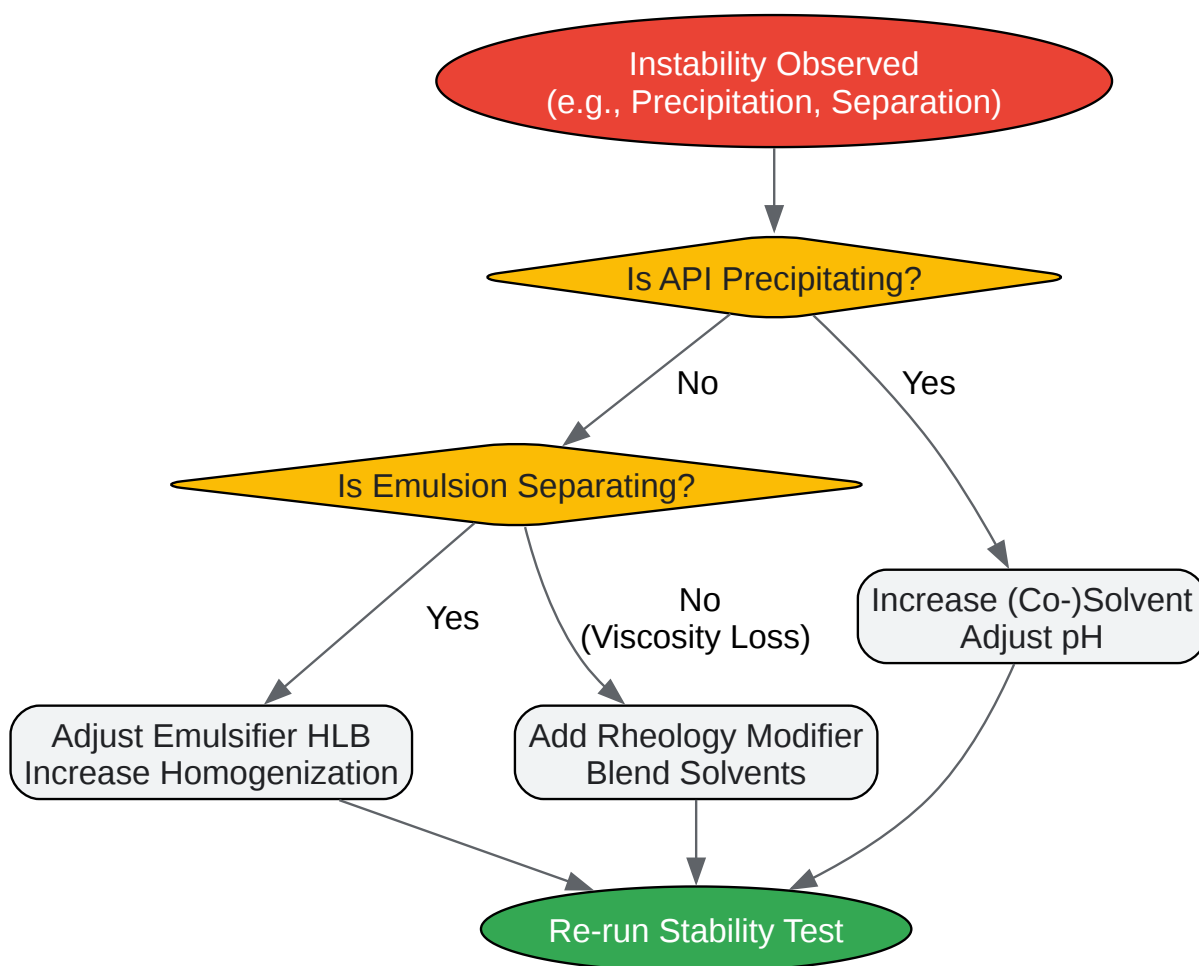 Instability Observed
(e.g., Precipitation, Separation)
Is API Precipitating?
No
Yes
Is Emulsion Separating?
Yes
No
(Viscosity Loss)
Increase (Co-)Solvent
Adjust pH
Adjust Emulsifier HLB
Increase Homogenization
Add Rheology Modifier
Blend Solvents
Re-run Stability Test